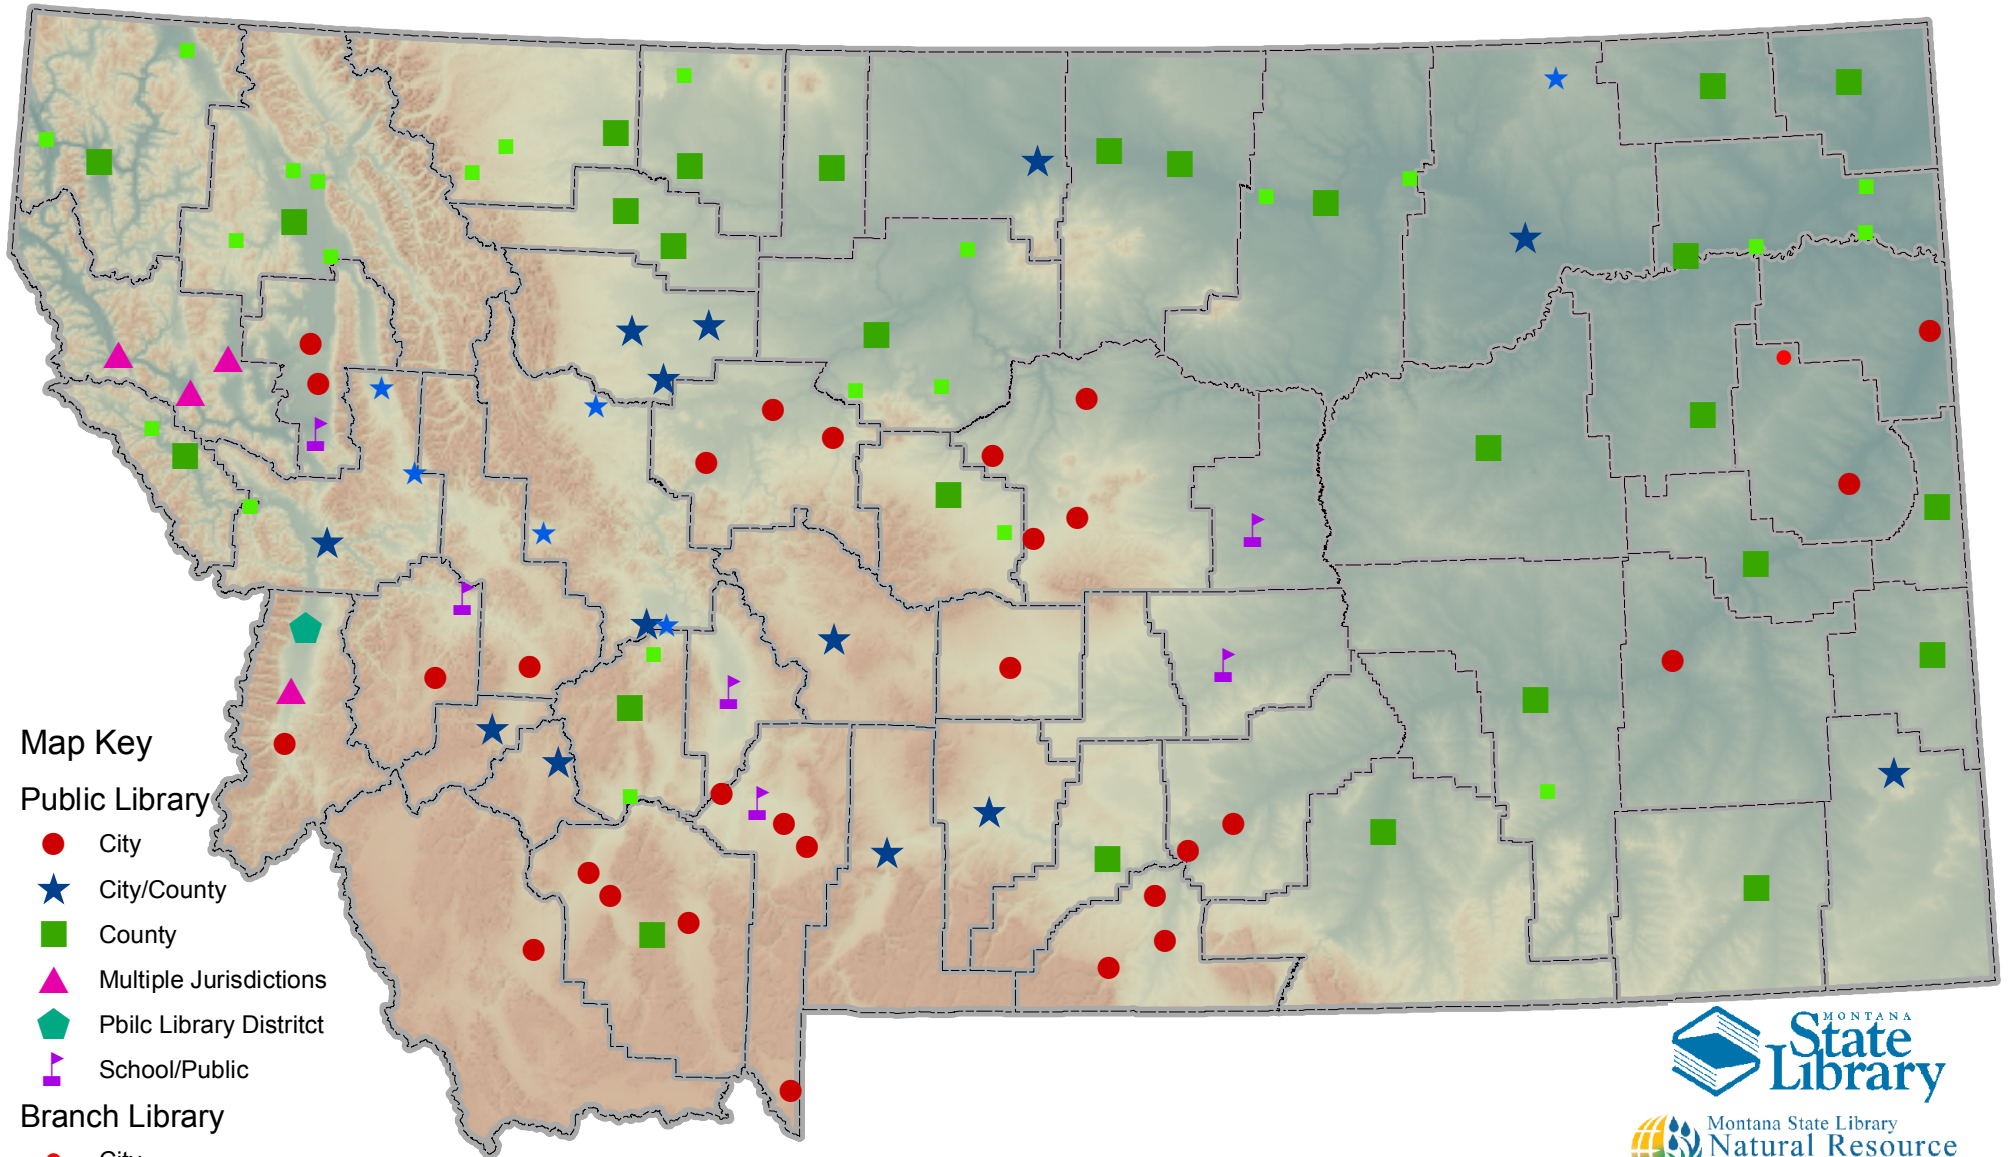 Map Key
Public Library
City
City/County
County
Multiple Jurisdictions
Pbilc Library Distritct
School/Public
Branch Library
City
MONTANA
State
Library
Montana State Library
Natural Resource